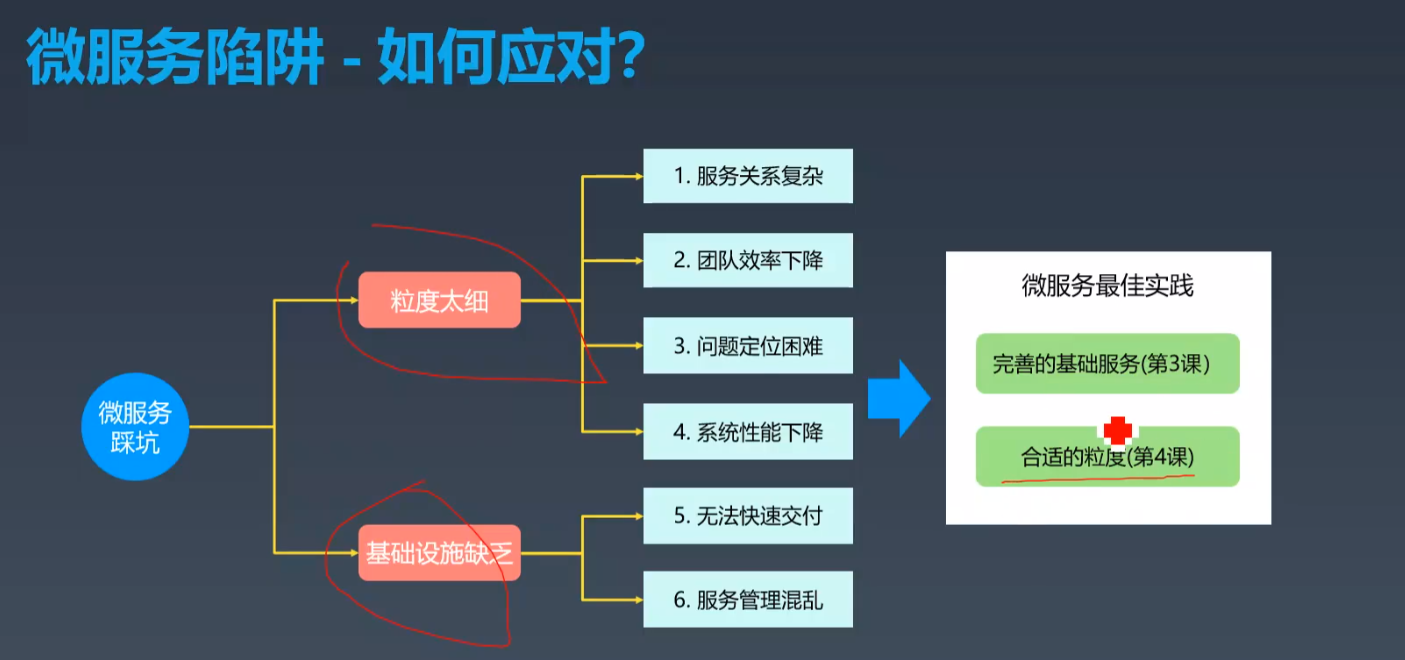 微服务陷阱 - 如何应对？
微服务
踩坑
粒度太细
基础设施缺乏
1. 服务关系复杂
2. 团队效率下降
3. 问题定位困难
4. 系统性能下降
5. 无法快速交付
6. 服务管理混乱
微服务最佳实践
完善的基础服务(第3课）
合适的粒度(第4课)